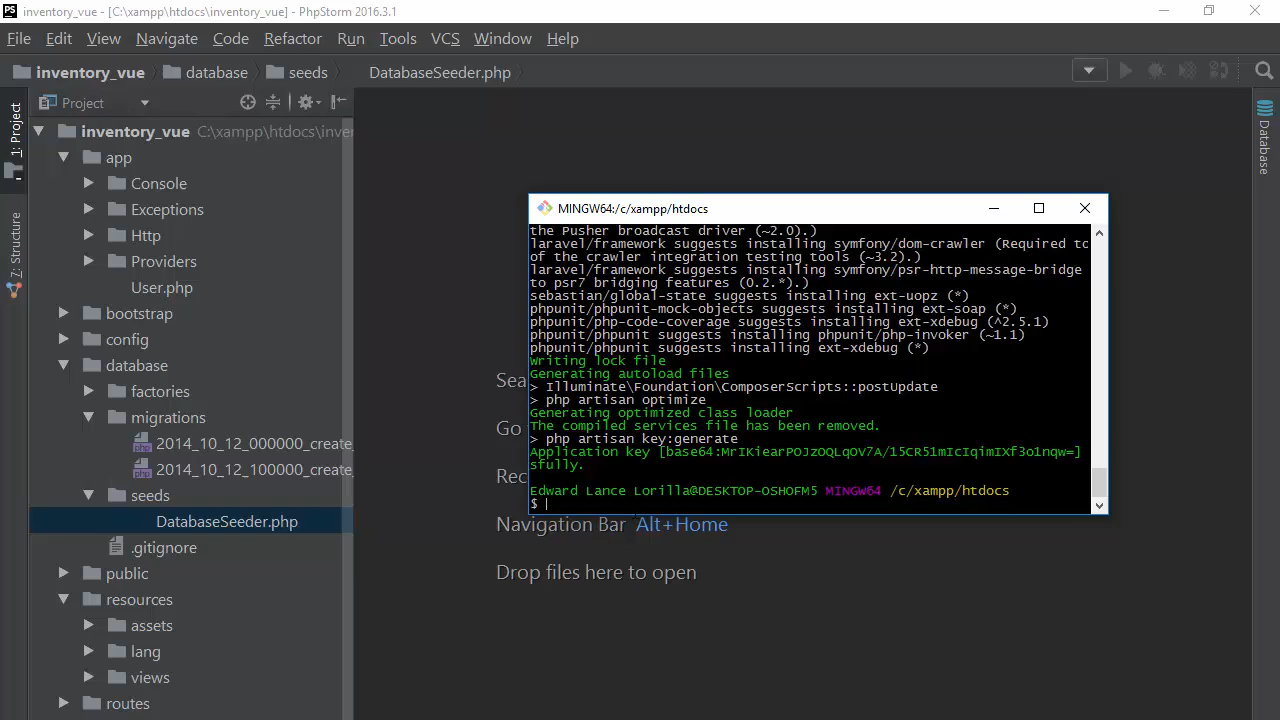 inventory_vue - [C:\xampp\htdocs\inventory_vue] - PhpStorm 2016.3.1
File Edit View Navigate Code Refactor Run Tools VCS Window Help
inventory_vue database seeds DatabaseSeeder.php
Project
1: Project
7: Structure
Database
inventory_vue C:\xampp\htdocs\inve
app
Console
Exceptions
Http
Providers
User.php
bootstrap
config
database
factories
migrations
2014_10_12_000000_create_
2014_10_12_100000_create_
seeds
DatabaseSeeder.php
.gitignore
public
resources
assets
lang
views
routes
Sea
Go
Rec
Navigation Bar Alt+Home
Drop files here to open
MINGW64:/c/xampp/htdocs
the Pusher broadcast driver (~2.0).)
laravel/framework suggests installing symfony/dom-crawler (Required to
of the crawler integration testing tools (~3.2).)
laravel/framework suggests installing symfony/psr-http-message-bridge
to psr7 bridging features (0.2.*).)
sebastian/global-state suggests installing ext-uopz (*)
phpunit/phpunit-mock-objects suggests installing ext-soap (*)
phpunit/php-code-coverage suggests installing ext-xdebug (^2.5.1)
phpunit/phpunit suggests installing phpunit/php-invoker (~1.1)
phpunit/phpunit suggests installing ext-xdebug (*)
Writing lock file
Generating autoload files
> Illuminate\Foundation\ComposerScripts::postUpdate
> php artisan optimize
Generating optimized class loader
The compiled services file has been removed.
> php artisan key:generate
Application key [base64:MrIKiearPOJzOQLqOV7A/15CR51mIcIqimIXf3o1nqw=]
sfully.
Edward Lance Lorilla@DESKTOP-OSHOFM5 MINGW64 /c/xampp/htdocs
$